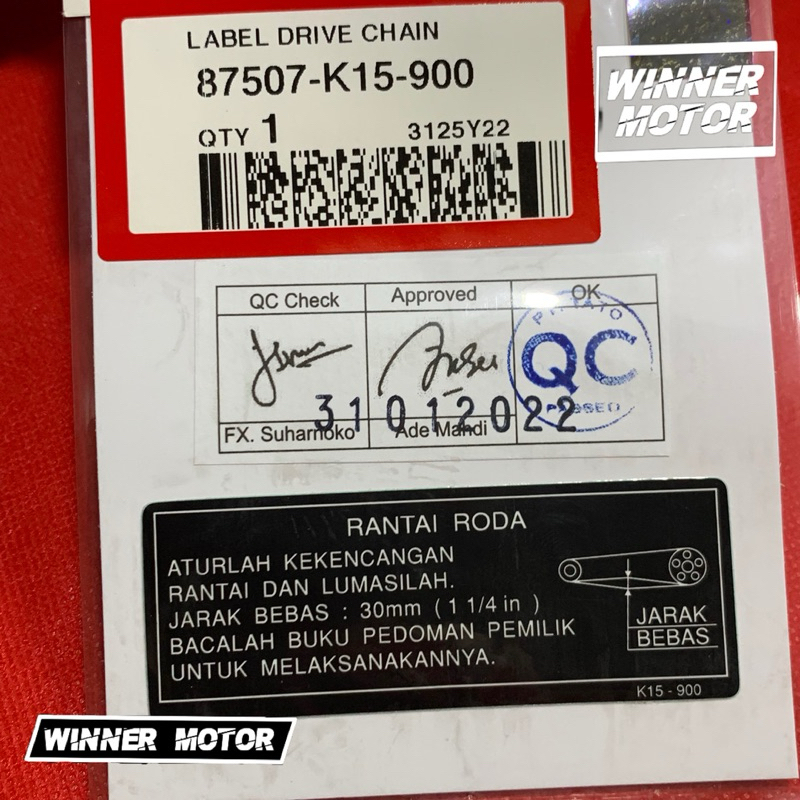 LABEL DRIVE CHAIN
87507-K15-900
QTY 1 3125Y22
WINNER
MOTOR
QC Check Approved OK
QC
31012022
FX. Suharnoko Ade Mahdi
RANTAI RODA
ATURLAH KEKENCANGAN
RANTAI DAN LUMASILAH.
JARAK BEBAS : 30mm ( 1 1/4 in )
BACALAH BUKU PEDOMAN PEMILIK
UNTUK MELAKSANAKANNYA.
JARAK
BEBAS
K15 - 900
WINNER MOTOR